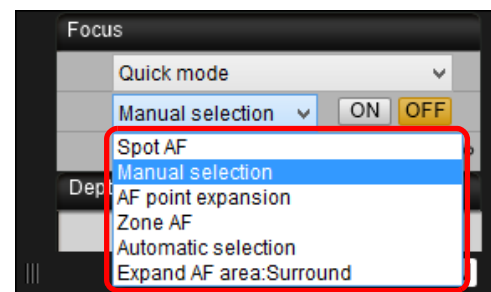 Focus
Quick mode
Manual selection ON OFF
Spot AF
Manual selection
AF point expansion
Zone AF
Automatic selection
Expand AF area:Surround